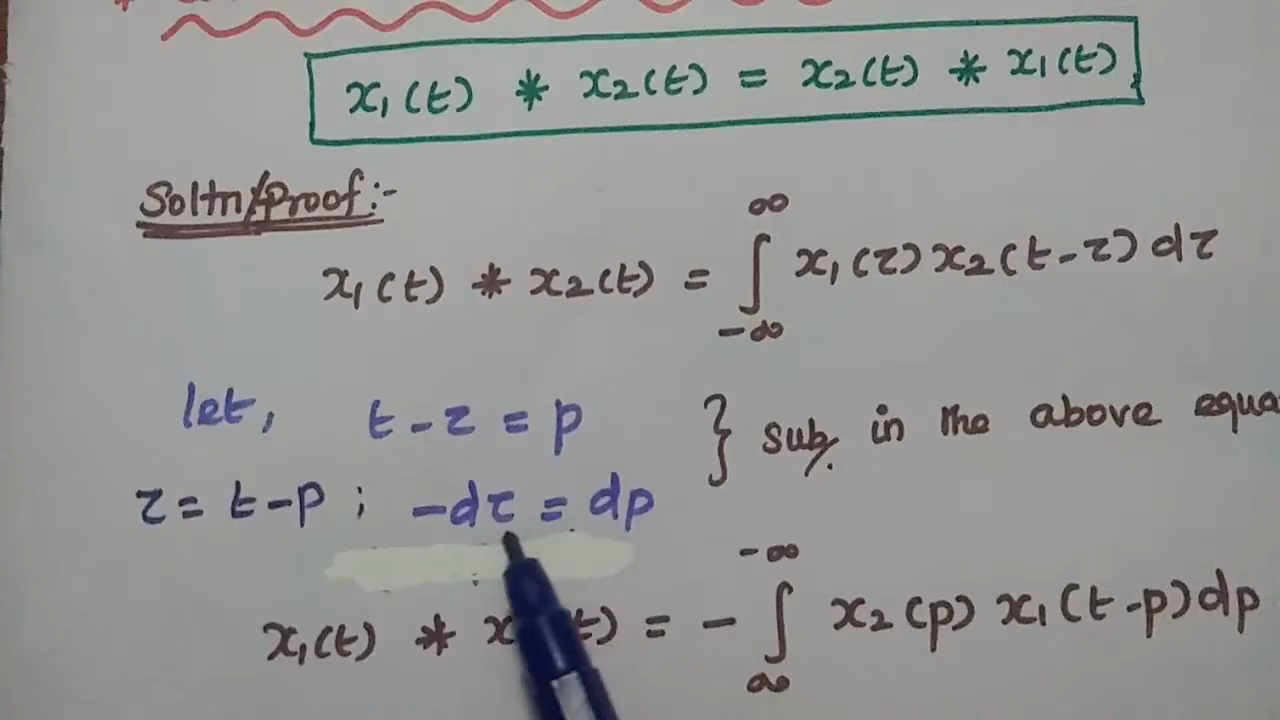 x₁(t) * x₂(t) = x₂(t) * x₁(t)
Soltn/Proof:-
x₁(t) * x₂(t) = ∫_{-∞}^{∞} x₁(τ) x₂(t-τ) dτ
let, t-τ = p } sub. in the above equa
τ = t-p ; -dτ = dp
x₁(t) * x t) = - ∫_{∞}^{-∞} x₂(p) x₁(t-p) dp